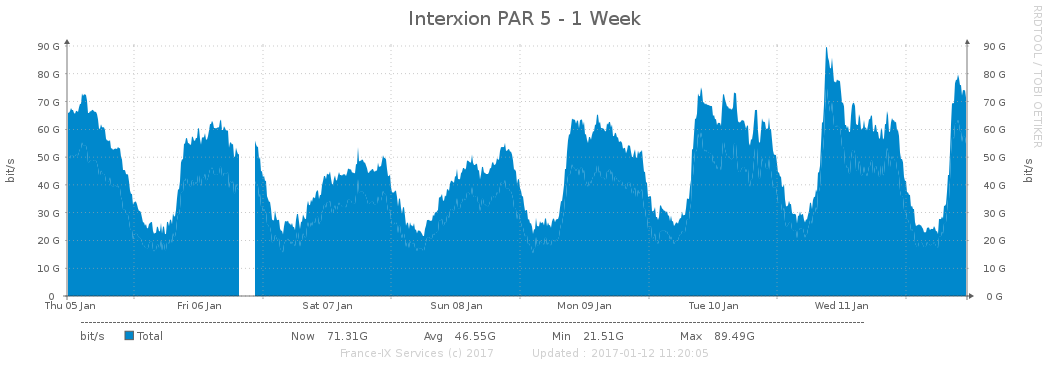 Interxion PAR 5 - 1 Week
RRDTOOL / TOBI OETIKER
bit/s
90 G
80 G
70 G
60 G
50 G
40 G
30 G
20 G
10 G
0
90 G
80 G
70 G
60 G
50 G
40 G
30 G
20 G
10 G
0 G
bit/s
Thu 05 Jan Fri 06 Jan Sat 07 Jan Sun 08 Jan Mon 09 Jan Tue 10 Jan Wed 11 Jan
bit/s Total Now 71.31G Avg 46.55G Min 21.51G Max 89.49G
France-IX Services (c) 2017 Updated : 2017-01-12 11:20:05